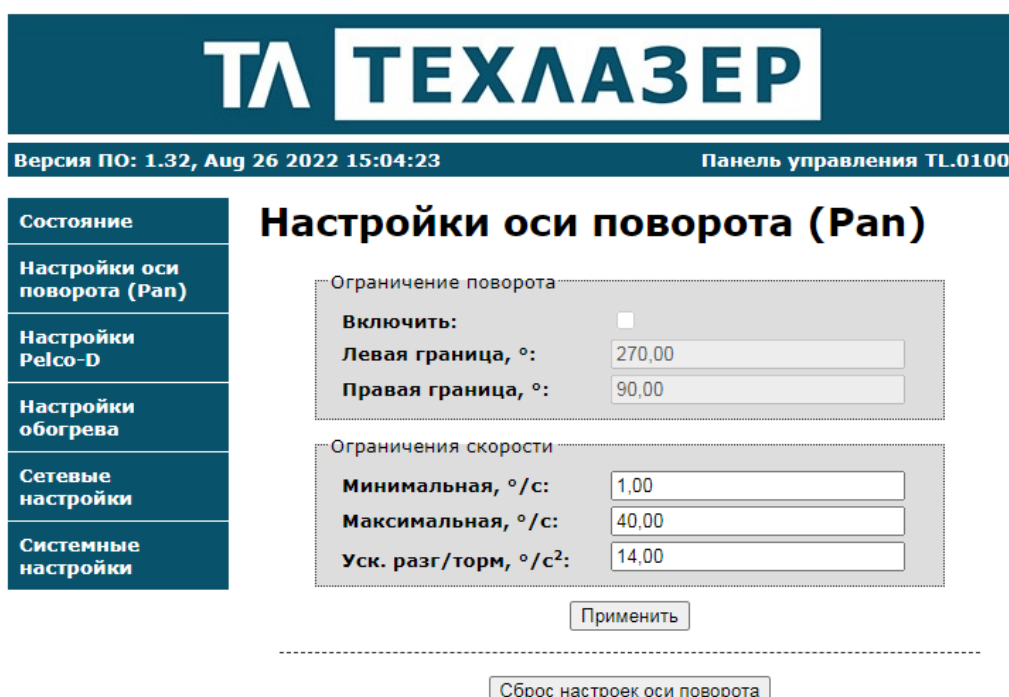 ТЛ ТЕХЛАЗЕР
Версия ПО: 1.32, Aug 26 2022 15:04:23 Панель управления TL.0100
Состояние
Настройки оси
поворота (Pan)
Настройки
Pelco-D
Настройки
обогрева
Сетевые
настройки
Системные
настройки
Настройки оси поворота (Pan)
Ограничение поворота
Включить:
Левая граница, °: 270,00
Правая граница, °: 90,00
Ограничения скорости
Минимальная, °/с: 1,00
Максимальная, °/с: 40,00
Уск. разг/торм, °/с²: 14,00
Применить
Сброс настроек оси поворота